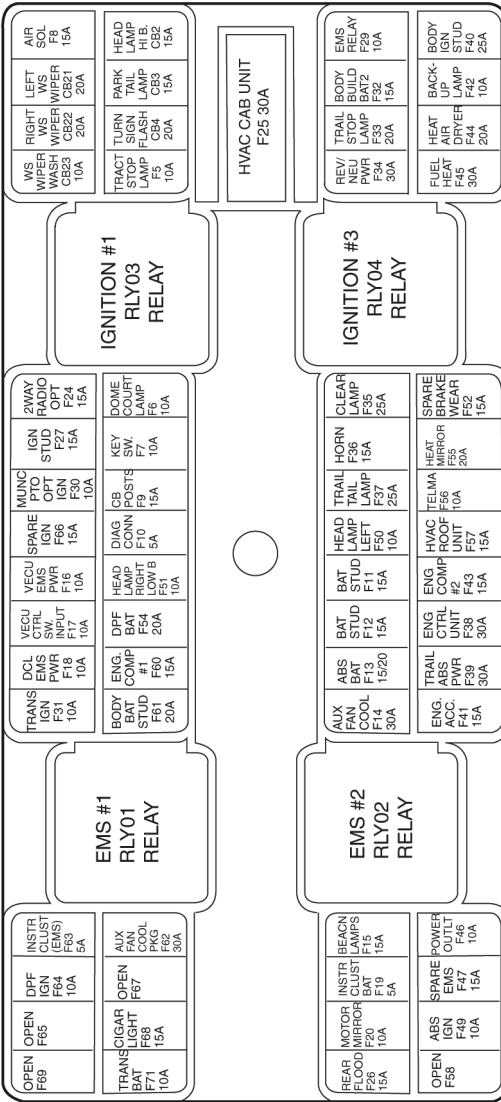 AIR
SOL
F8
15A
LEFT
WS
WIPER
CB21
20A
RIGHT
WS
WIPER
CB22
20A
WS
WIPER
WASH
CB23
10A
HEAD
LAMP
HI B.
CB2
15A
PARK
TAIL
LAMP
CB3
15A
TURN
SIGN
FLASH
CB4
20A
TRACT
STOP
LAMP
F5
10A
HVAC CAB UNIT
F25 30A
EMS
RELAY
F29
10A
BODY
BUILD
BAT2
F32
15A
TRAIL
STOP
LAMP
F33
20A
REV/
NEU
PWR
F34
30A
BODY
IGN
STUD
F40
25A
BACK-
UP
LAMP
F42
10A
HEAT
AIR
DRYER
F44
20A
FUEL
HEAT
F45
30A
IGNITION #1
RLY03
RELAY
IGNITION #3
RLY04
RELAY
2WAY
RADIO
OPT
F24
15A
IGN
STUD
F27
15A
MUNC
PTO
OPT
IGN
F30
10A
SPARE
IGN
F66
15A
VECU
EMS
PWR
F16
10A
VECU
CTRL
SW.
INPUT
F17
10A
DCL
EMS
PWR
F18
10A
TRANS
IGN
F31
10A
DOME
COURT
LAMP
F6
10A
KEY
SW.
F7
10A
CB
POSTS
F9
15A
DIAG
CONN
F10
5A
HEAD
LAMP
RIGHT
LOW B
F51
10A
DPF
BAT
F54
20A
ENG.
COMP
#1
F60
15A
BODY
BAT
STUD
F61
20A
CLEAR
LAMP
F35
25A
HORN
F36
15A
TRAIL
TAIL
LAMP
F37
25A
HEAD
LAMP
LEFT
F50
10A
BAT
STUD
F11
15A
BAT
STUD
F12
15A
ABS
BAT
F13
15/20
AUX
FAN
COOL
F14
30A
SPARE
BRAKE
WEAR
F52
15A
HEAT
MIRROR
F55
20A
TELMA
F56
10A
HVAC
ROOF
UNIT
F57
15A
ENG
COMP
#2
F43
15A
ENG
CTRL
UNIT
F38
30A
TRAIL
ABS
PWR
F39
30A
ENG.
ACC.
F41
15A
EMS #1
RLY01
RELAY
EMS #2
RLY02
RELAY
INSTR
CLUST
(EMS)
F63
5A
DPF
IGN
F64
10A
OPEN
F65
OPEN
F69
AUX
FAN
COOL
PKG
F62
30A
OPEN
F67
CIGAR
LIGHT
F68
15A
TRANS
BAT
F71
10A
BEACN
LAMPS
F15
15A
INSTR
CLUST
BAT
F19
5A
MOTOR
MIRROR
F20
10A
REAR
FLOOD
F26
15A
POWER
OUTLT
F46
10A
SPARE
EMS
F47
15A
ABS
IGN
F49
10A
OPEN
F58